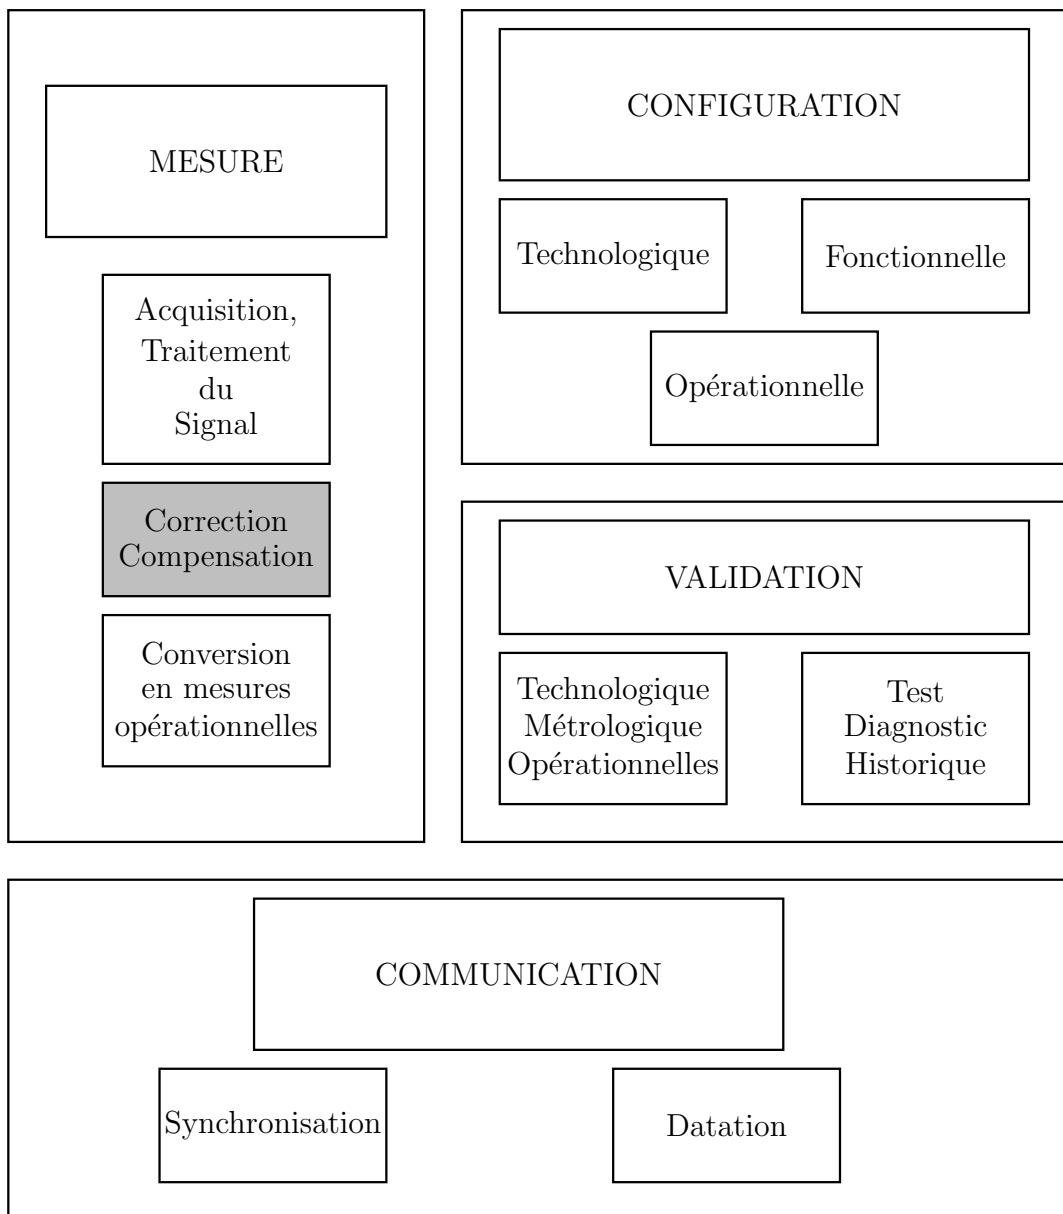 MESURE
Acquisition,
Traitement
du
Signal
Correction
Compensation
Conversion
en mesures
opérationnelles
CONFIGURATION
Technologique
Fonctionnelle
Opérationnelle
VALIDATION
Technologique
Métrologique
Opérationnelles
Test
Diagnostic
Historique
COMMUNICATION
Synchronisation
Datation